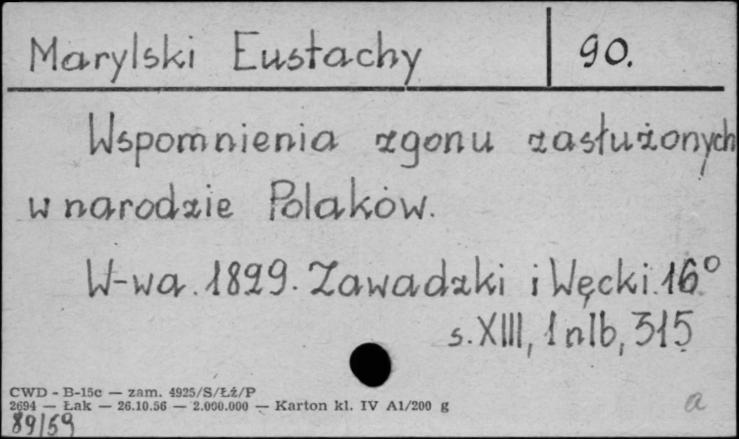 Marylski Eustachy 90.
Wspomnienia zgonu zasłużonych
w narodzie Polaków.
W-wa. 1829. Zawadzki i Węcki. 16°
s. XIII, 1 nlb, 315
CWD - B-15c — zam. 4925/S/Łż/P
2694 — Łak — 26.10.56 — 2.000.000 — Karton kl. IV A1/200 g
a
89/59